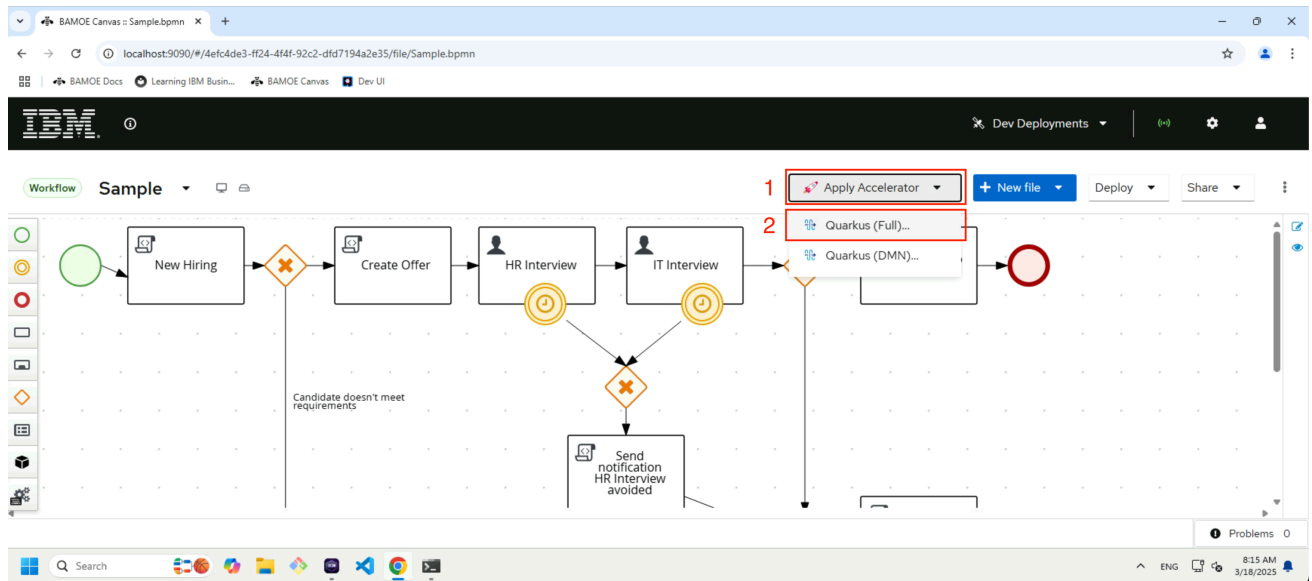 BAMOE Canvas :: Sample.bpmn
localhost:9090/#/4efc4de3-ff24-4f4f-92c2-dfd7194a2e35/file/Sample.bpmn
BAMOE Docs
Learning IBM Busin...
BAMOE Canvas
Dev UI
IBM
Dev Deployments
Workflow
Sample
1
Apply Accelerator
New file
Deploy
Share
2
Quarkus (Full)...
Quarkus (DMN)...
New Hiring
Create Offer
HR Interview
IT Interview
Candidate doesn't meet
requirements
Send
notification
HR Interview
avoided
Problems 0
Search
ENG
8:15 AM
3/18/2025